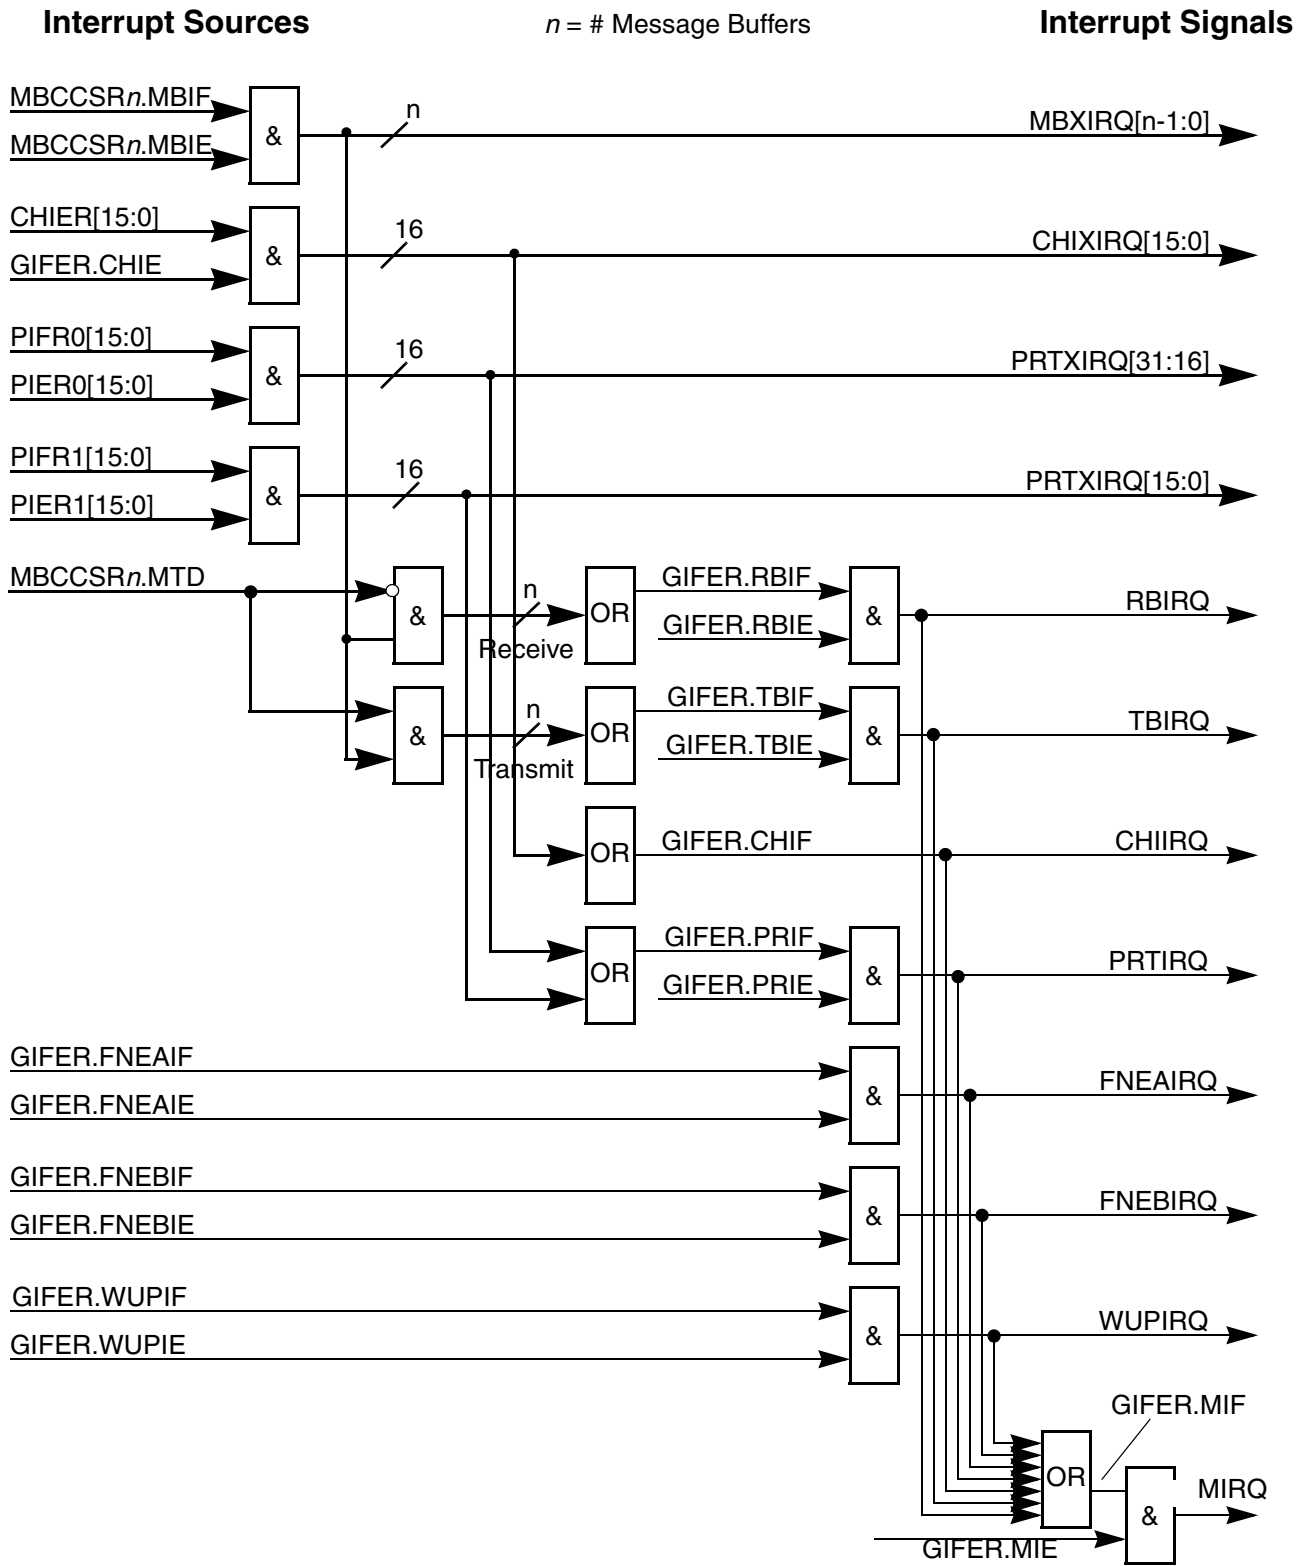 Interrupt Sources
n = # Message Buffers
Interrupt Signals
MBCCSRn.MBIF
MBCCSRn.MBIE
&
n
MBXIRQ[n-1:0]
CHIER[15:0]
GIFER.CHIE
&
16
CHIXIRQ[15:0]
PIFR0[15:0]
PIER0[15:0]
&
16
PRTXIRQ[31:16]
PIFR1[15:0]
PIER1[15:0]
&
16
PRTXIRQ[15:0]
MBCCSRn.MTD
&
n
Receive
OR
GIFER.RBIF
GIFER.RBIE
&
RBIRQ
&
n
Transmit
OR
GIFER.TBIF
GIFER.TBIE
&
TBIRQ
OR
GIFER.CHIF
CHIIRQ
OR
GIFER.PRIF
GIFER.PRIE
&
PRTIRQ
GIFER.FNEAIF
GIFER.FNEAIE
&
FNEAIRQ
GIFER.FNEBIF
GIFER.FNEBIE
&
FNEBIRQ
GIFER.WUPIF
GIFER.WUPIE
&
WUPIRQ
GIFER.MIF
OR
GIFER.MIE
&
MIRQ